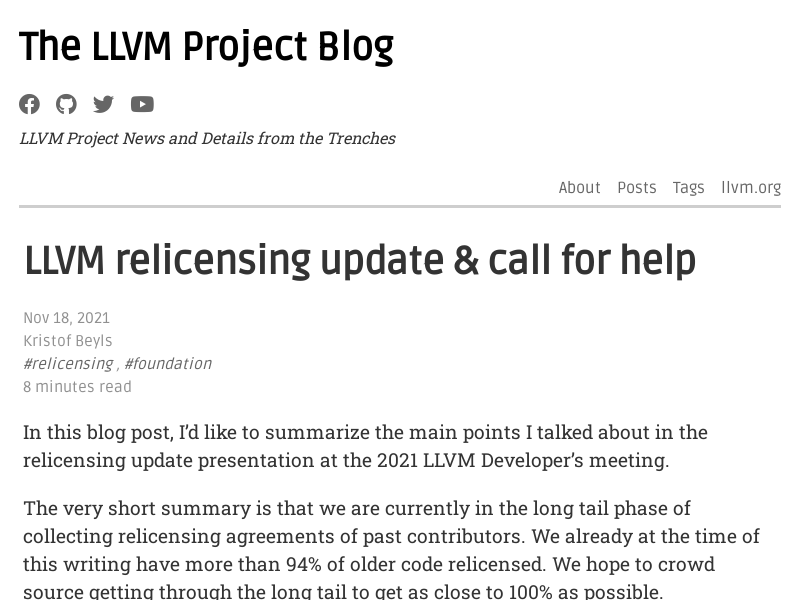 The LLVM Project Blog
LLVM Project News and Details from the Trenches
About Posts Tags llvm.org
LLVM relicensing update & call for help
Nov 18, 2021
Kristof Beyls
#relicensing , #foundation
8 minutes read
In this blog post, I’d like to summarize the main points I talked about in the
relicensing update presentation at the 2021 LLVM Developer’s meeting.
The very short summary is that we are currently in the long tail phase of
collecting relicensing agreements of past contributors. We already at the time of
this writing have more than 94% of older code relicensed. We hope to crowd
source getting through the long tail to get as close to 100% as possible.